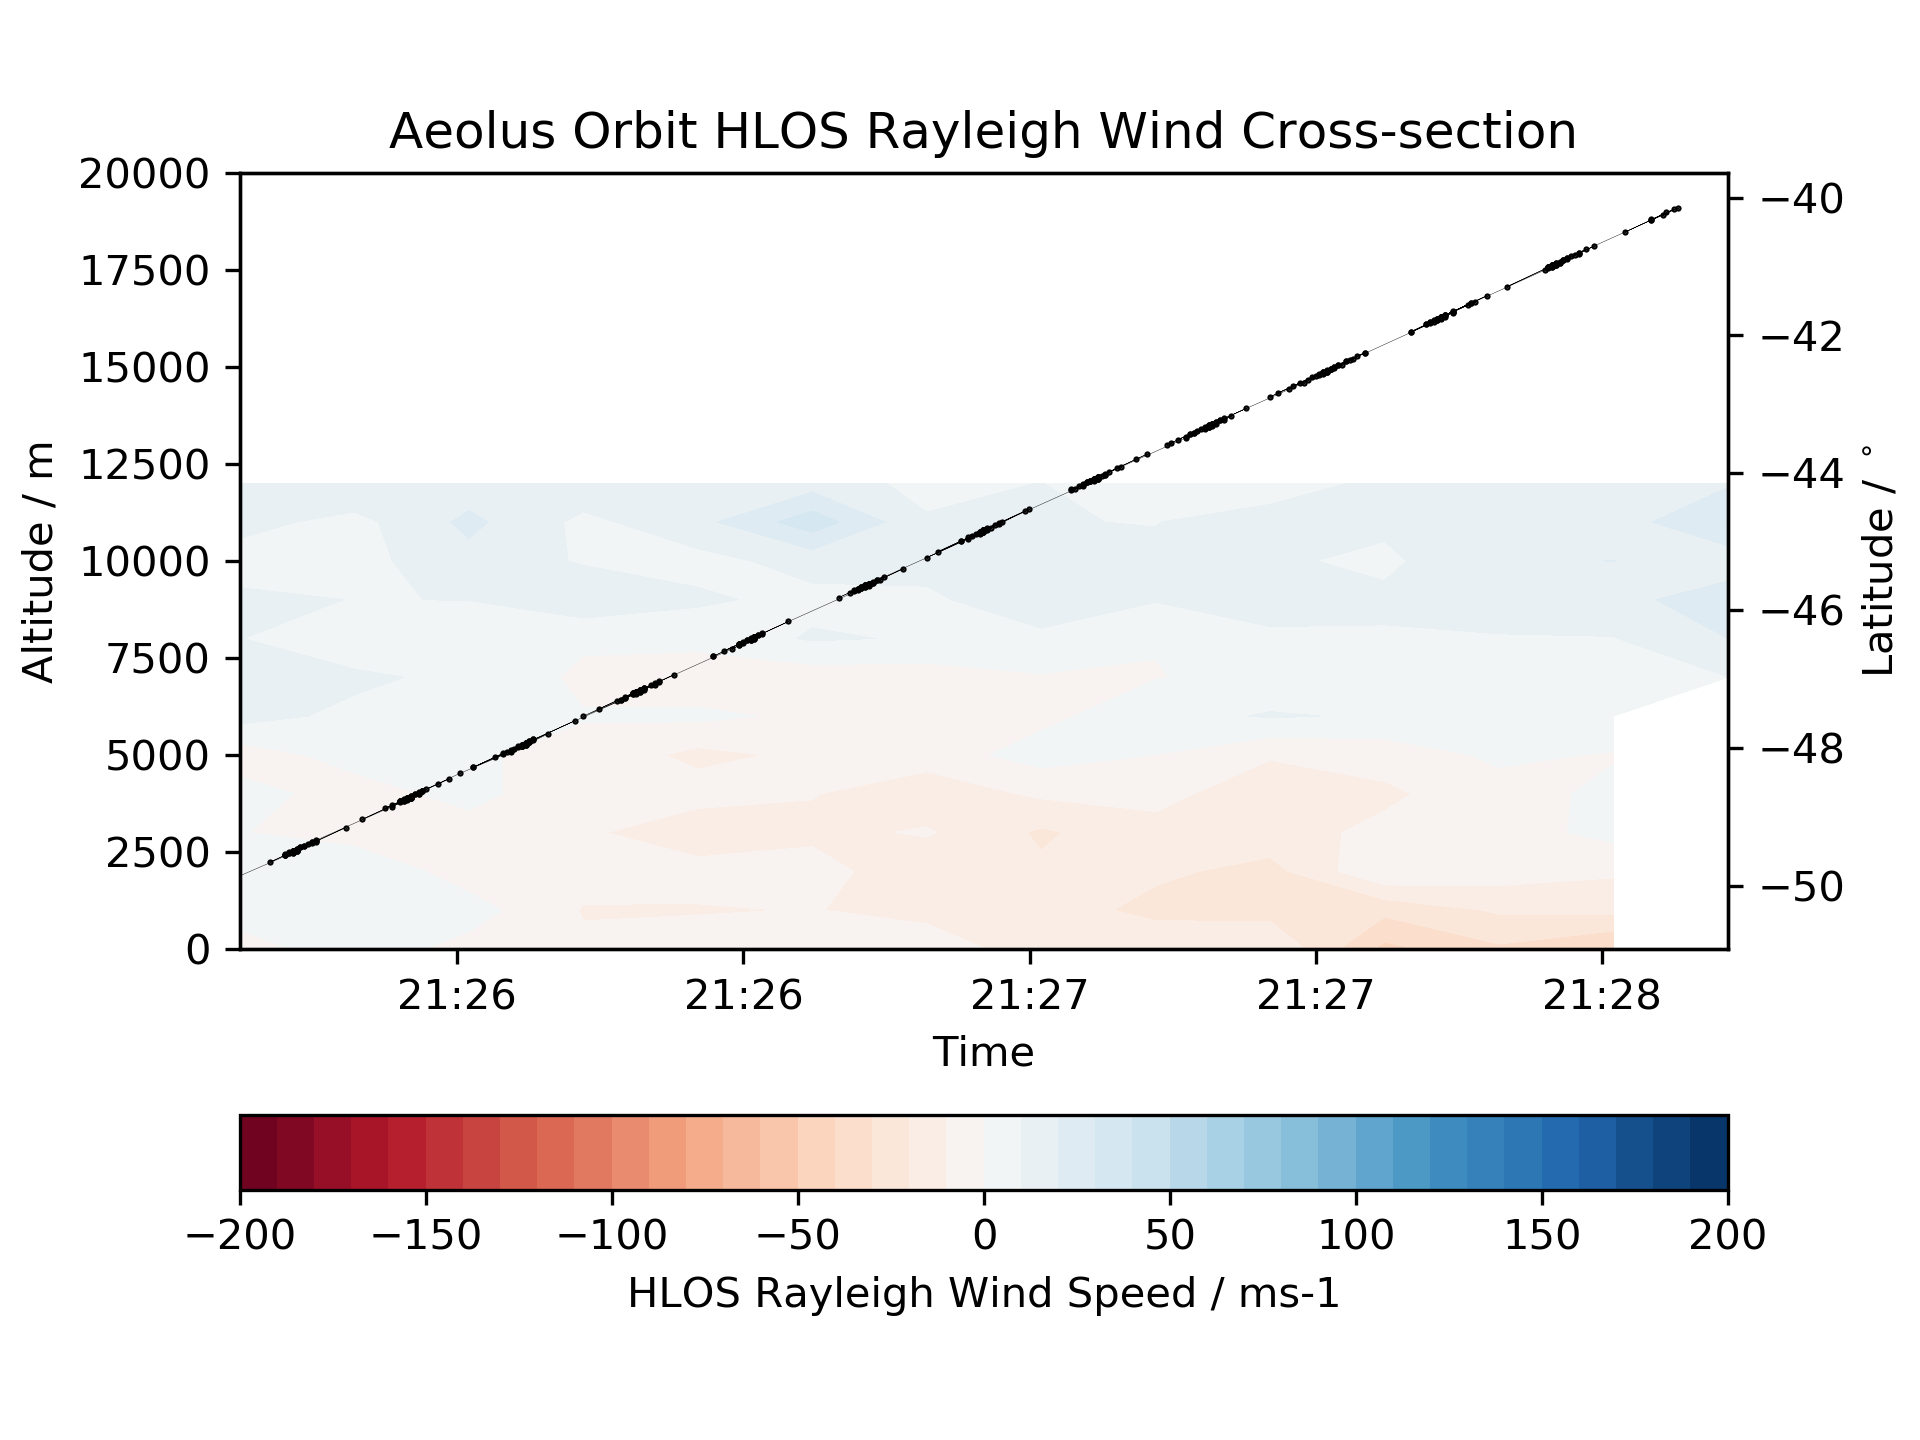 Aeolus Orbit HLOS Rayleigh Wind Cross-section
20000
17500
15000
12500
10000
7500
5000
2500
0
Altitude / m
−40
−42
−44
−46
−48
−50
Latitude / °
21:26 21:26 21:27 21:27 21:28
Time
−200 −150 −100 −50 0 50 100 150 200
HLOS Rayleigh Wind Speed / ms-1